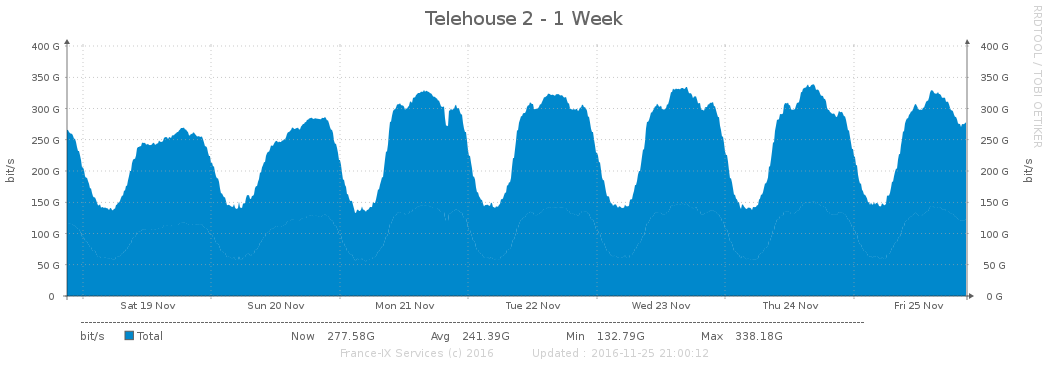 Telehouse 2 - 1 Week
RRDTOOL / TOBI OETIKER
bit/s
400 G
350 G
300 G
250 G
200 G
150 G
100 G
50 G
0
400 G
350 G
300 G
250 G
200 G
150 G
100 G
50 G
0 G
bit/s
Sat 19 Nov Sun 20 Nov Mon 21 Nov Tue 22 Nov Wed 23 Nov Thu 24 Nov Fri 25 Nov
bit/s Total Now 277.58G Avg 241.39G Min 132.79G Max 338.18G
France-IX Services (c) 2016 Updated : 2016-11-25 21:00:12